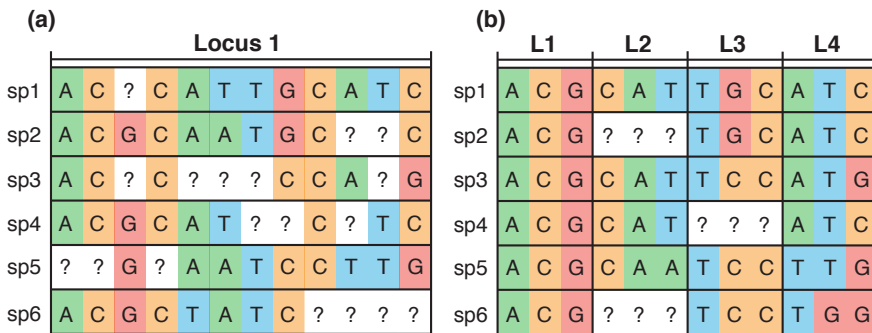 (a) Locus 1
sp1 A C ? C A T T G C A T C
sp2 A C G C A A T G C ? ? C
sp3 A C ? C ? ? ? C C A ? G
sp4 A C G C A T ? ? C ? T C
sp5 ? ? G ? A A T C C T T G
sp6 A C G C T A T C ? ? ? ?
(b) L1 L2 L3 L4
sp1 A C G C A T T G C A T C
sp2 A C G ? ? ? T G C A T C
sp3 A C G C A T T C C A T G
sp4 A C G C A T ? ? ? A T C
sp5 A C G C A A T C C T T G
sp6 A C G ? ? ? T C C T G G